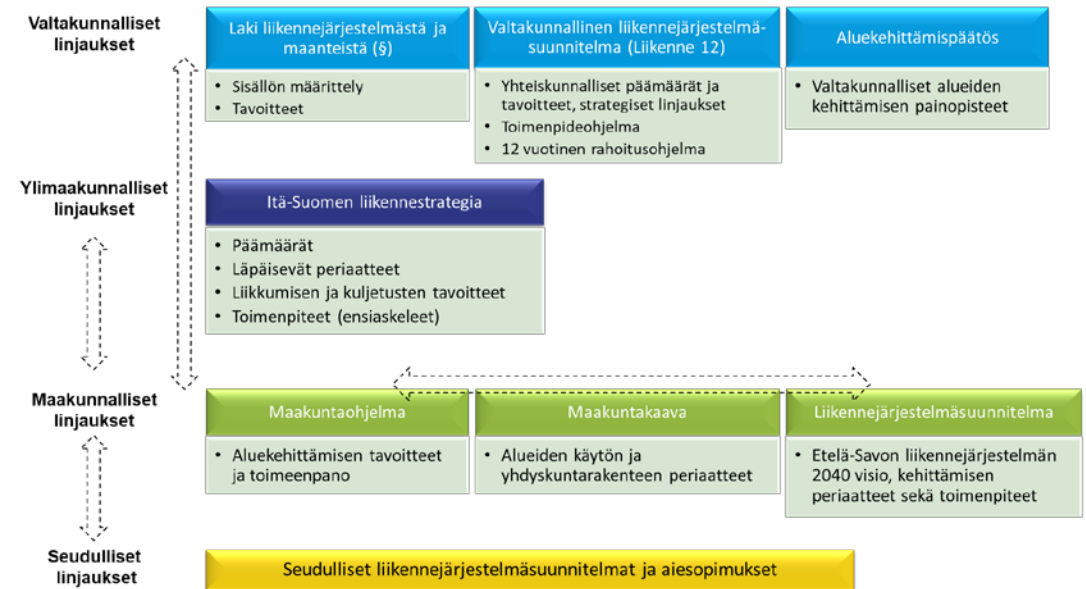 Valtakunnalliset
linjaukset
Laki liikennejärjestelmästä ja
maanteistä (§)
• Sisällön määrittely
• Tavoitteet
Valtakunnallinen liikennejärjestelmä-
suunnitelma (Liikenne 12)
• Yhteiskunnalliset päämäärät ja
tavoitteet, strategiset linjaukset
• Toimenpideohjelma
• 12 vuotinen rahoitusohjelma
Aluekehittämispäätös
• Valtakunnalliset alueiden
kehittämisen painopisteet
Ylimaakunnalliset
linjaukset
Itä-Suomen liikennestrategia
• Päämäärät
• Läpäisevät periaatteet
• Liikkumisen ja kuljetusten tavoitteet
• Toimenpiteet (ensiaskeleet)
Maakunnalliset
linjaukset
Maakuntaohjelma
• Aluekehittämisen tavoitteet
ja toimeenpano
Maakuntakaava
• Alueiden käytön ja
yhdyskuntarakenteen periaatteet
Liikennejärjestelmäsuunnitelma
• Etelä-Savon liikennejärjestelmän
2040 visio, kehittämisen
periaatteet sekä toimenpiteet
Seudulliset
linjaukset
Seudulliset liikennejärjestelmäsuunnitelmat ja aiesopimukset